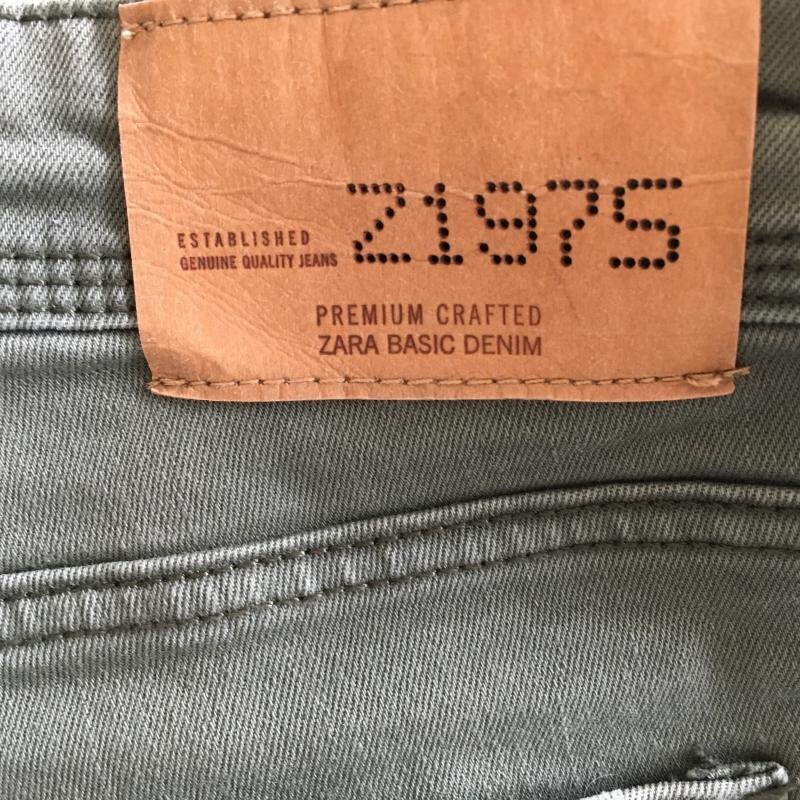 Z1975
ESTABLISHED
GENUINE QUALITY JEANS
PREMIUM CRAFTED
ZARA BASIC DENIM